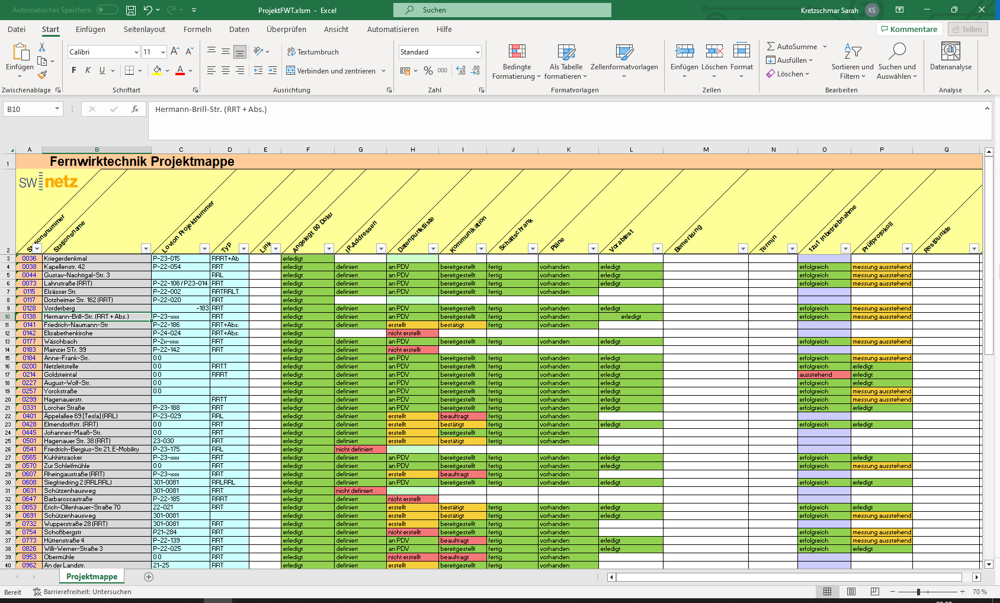 Automatisches Speichern
ProjektFWT.xlsm - Excel
Suchen
Kretzschmar Sarah KS
Datei Start Einfügen Seitenlayout Formeln Daten Überprüfen Ansicht Automatisieren Hilfe
Kommentare Teilen
Einfügen
Zwischenablage
Calibri 11
F K U
Schriftart
Textumbruch
Verbinden und zentrieren
Ausrichtung
Standard
% 000
Zahl
Bedingte Formatierung
Als Tabelle formatieren
Zellenformatvorlagen
Formatvorlagen
Einfügen Löschen Format
Zellen
AutoSumme
Ausfüllen
Löschen
Sortieren und Filtern
Suchen und Auswählen
Bearbeiten
Datenanalyse
Analyse
B10 fx Hermann-Brill-Str. (RRT + Abs.)
A B C D E F G H I J K L M N O P Q
1 Fernwirktechnik Projektmappe
SW netz
2 Stationsnummer Stationsname Lovion Projektnummer Typ Link Angelegt 00 Doku IP-Addressen Datenpunktliste Kommunikation Schaltschrank Pläne Vorabtest Bemerkung Termin 1zu1 Inbetriebnahme Prüfprotokoll Restpunkte
3 0036 Kriegerdenkmal P-23-015 RRRT+Ab erledigt
4 0038 Kapellenstr. 42 P-22-054 RRT erledigt definiert an PDV bereitgestellt fertig vorhanden erledigt erfolgreich messung ausstehend
5 0044 Gustav-Nachtigal-Str. 3 RRL erledigt definiert an PDV bereitgestellt fertig vorhanden erledigt erfolgreich messung ausstehend
6 0073 Lahnstraße (RRT) P-22-106 / P23-014 RRT erledigt definiert an PDV bereitgestellt fertig vorhanden erledigt erfolgreich messung ausstehend
7 0115 Elsässer Str. P-22-002 RRTRRLT erledigt definiert an PDV bereitgestellt fertig vorhanden
8 0117 Dotzheimer Str. 162 (RRT) P-22-020 RRT erledigt
9 0128 Vorderberg -183 RRT erledigt definiert an PDV bereitgestellt fertig vorhanden erledigt erfolgreich messung ausstehend
10 0138 Hermann-Brill-Str. (RRT + Abs.) P-23-xxx RRT erledigt definiert an PDV bereitgestellt fertig vorhanden erledigt erfolgreich messung ausstehend
11 0141 Friedrich-Naumann-Str P-22-186 RRT+Abs. erledigt definiert erstellt bestätigt fertig vorhanden
12 0142 Elisabethenkirche P-24-024 RRT+Abs. erledigt nicht erstellt
13 0177 Wäschbach P-2x-xxx RRT erledigt definiert an PDV bereitgestellt fertig vorhanden erledigt erfolgreich messung ausstehend
14 0183 Mainzer STr. 99 P-22-142 RRT erledigt definiert nicht erstellt
15 0184 Anne-Frank-Str. 0 0 erledigt definiert an PDV bereitgestellt fertig vorhanden erledigt erfolgreich messung ausstehend
16 0200 Netzleitstelle 0 0 RRTT erledigt definiert an PDV bereitgestellt fertig vorhanden erledigt erfolgreich erledigt
17 0214 Goldsteintal 0 0 RRRT erledigt definiert an PDV bereitgestellt fertig vorhanden erledigt ausstehend erledigt
18 0227 August-Wolf-Str. 0 0 erledigt definiert an PDV bereitgestellt fertig vorhanden erledigt erfolgreich erledigt
19 0257 Yorckstraße 0 0 erledigt definiert an PDV bereitgestellt fertig vorhanden erledigt erfolgreich messung ausstehend
20 0299 Hagenauerstr. RRTT erledigt definiert an PDV bereitgestellt fertig vorhanden erledigt erfolgreich messung ausstehend
21 0331 Lorcher Straße P-23-188 RRT erledigt definiert an PDV bereitgestellt fertig vorhanden erledigt erfolgreich erledigt
22 0401 Äppelallee 69 [Tesla] (RRL) P-23-029 RRL erledigt definiert erstellt beauftragt fertig vorhanden
23 0428 Elmendorffstr. (RRT) 0 0 RRT erledigt definiert erstellt bestätigt fertig vorhanden erledigt erfolgreich erledigt
24 0445 Johannes-Maaß-Str. 0 0 RRT erledigt definiert erstellt bereitgestellt fertig vorhanden
25 0501 Hagenauer Str. 38 (RRT) 23-030 RRT erledigt definiert erstellt bestätigt fertig vorhanden
26 0541 Friedrich-Bergius-Str 21, E-Mobility P-23-175 RRL erledigt nicht definiert
27 0565 Kuhhirtsacker P-23-xxx RRT erledigt definiert an PDV bereitgestellt fertig vorhanden erledigt erfolgreich erledigt
28 0570 Zur Schleifmühle 0 0 RRT erledigt definiert an PDV bereitgestellt fertig vorhanden erledigt erfolgreich messung ausstehend
29 0607 Rheingaustraße (RRT) P-23-xxx RRT erledigt definiert erstellt beauftragt fertig vorhanden
30 0608 Siegfriedring 2 (RRLRRL) 301-0081 RRLRRL erledigt definiert an PDV bereitgestellt fertig vorhanden erledigt erfolgreich erledigt
31 0631 Schützenhausweg 301-0081 RRT erledigt nicht definiert
32 0647 Barbarossastraße P-22-185 RRRT erledigt definiert nicht erstellt
33 0653 Erich-Ollenhauer-Straße 70 22-021 RRT erledigt definiert erstellt bestätigt fertig vorhanden erledigt erfolgreich erledigt
34 0691 Schützenhausweg 301-0081 erledigt definiert erstellt bestätigt fertig vorhanden erledigt erfolgreich messung ausstehend
35 0732 Wupperstraße 28 (RRT) 301-0081 RRT erledigt definiert erstellt bereitgestellt fertig vorhanden
36 0754 Schoßbergstr P21-284 RRT erledigt definiert nicht erstellt bereitgestellt fertig vorhanden erfolgreich messung ausstehend
37 0773 Hüttenstraße 4 P-22-139 RRT erledigt definiert an PDV beauftragt fertig vorhanden erledigt erfolgreich messung ausstehend
38 0826 Willi-Werner-Straße 3 P-22-025 RRT erledigt definiert an PDV bereitgestellt fertig vorhanden erledigt erfolgreich erledigt
39 0953 Obermühle 0 0 RRT erledigt definiert nicht erstellt beauftragt fertig vorhanden
40 0962 An der Landstr. 21-25 RRT erledigt definiert erstellt bereitgestellt fertig vorhanden
Projektmappe
Bereit Barrierefreiheit: Untersuchen 70 %